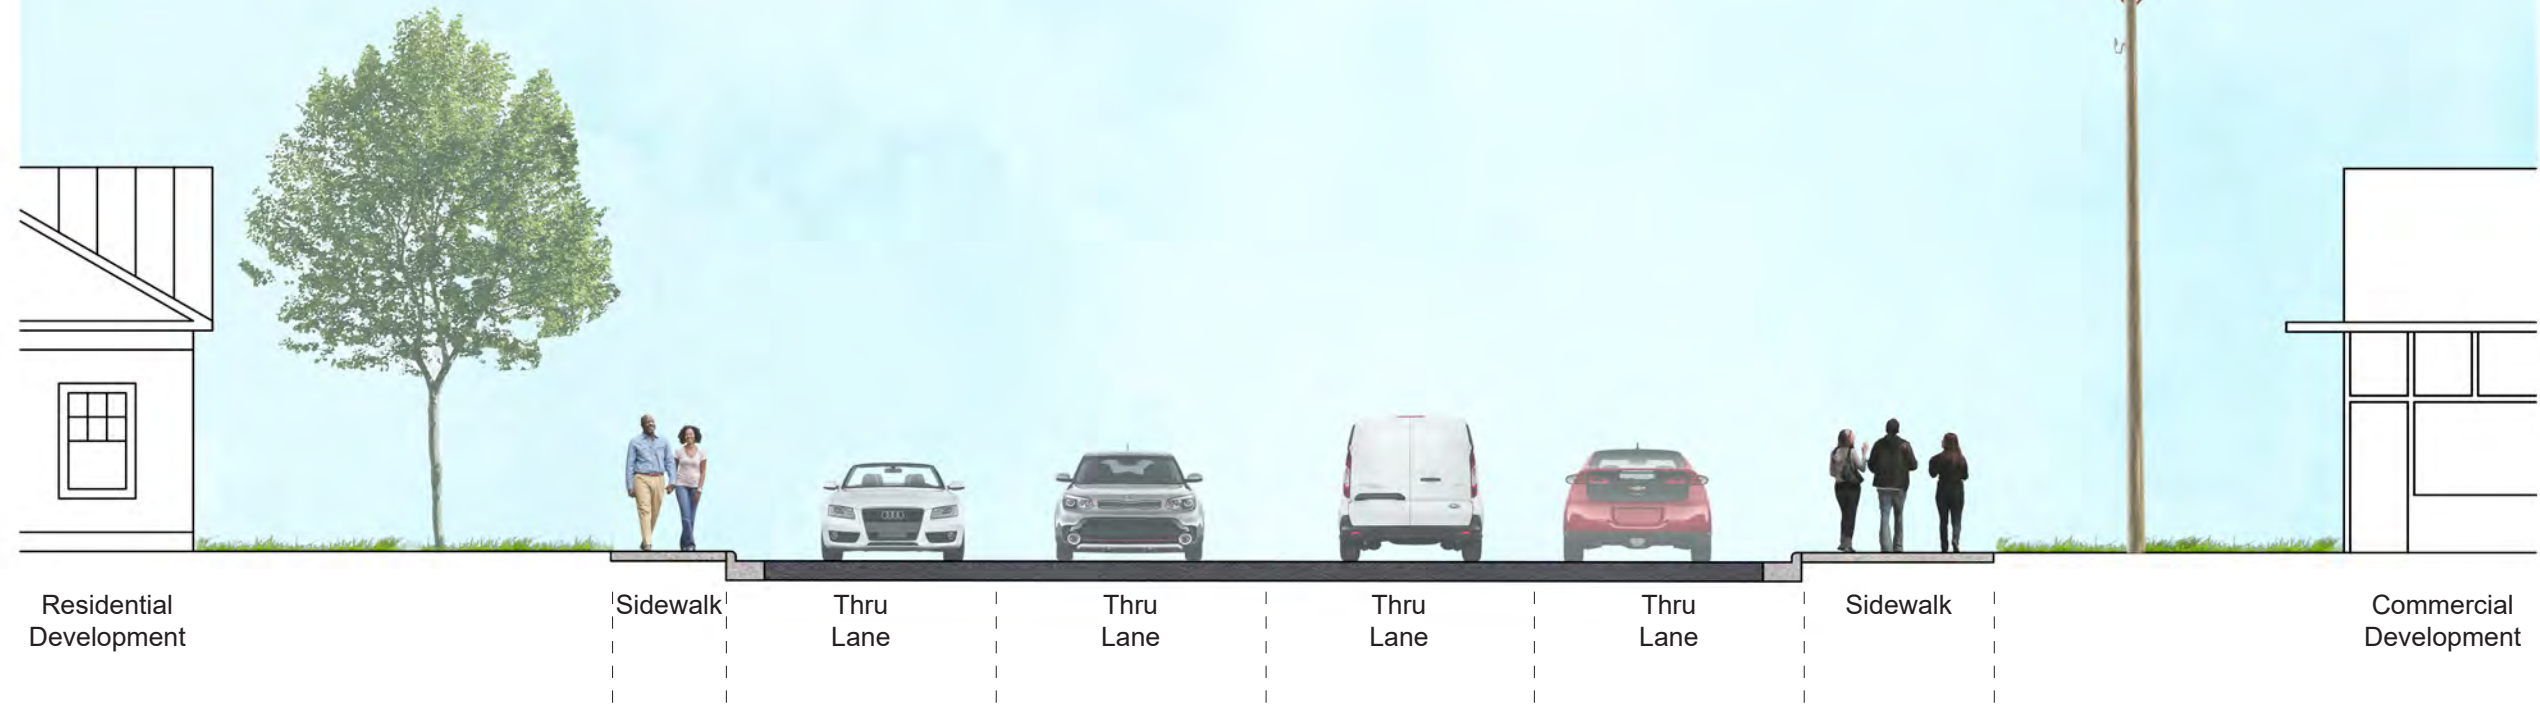 Residential
Development
Sidewalk
Thru
Lane
Thru
Lane
Thru
Lane
Thru
Lane
Sidewalk
Commercial
Development